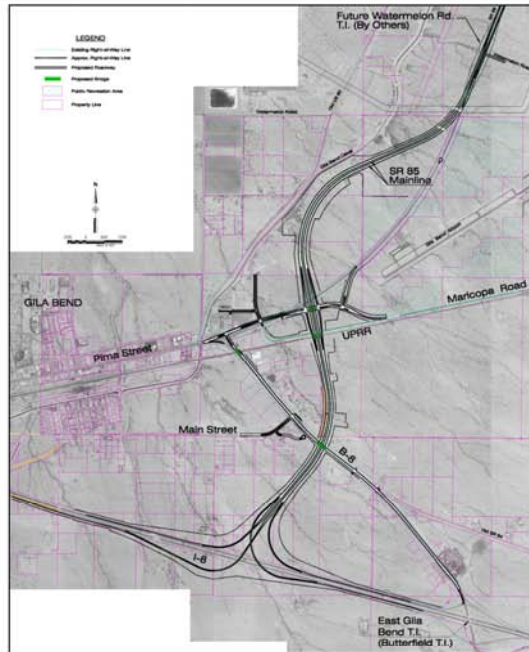 Future Watermelon Rd.
T.I. (By Others)
LEGEND
Existing Right-of-Way Line
Approx. Right-of-Way Line
Proposed Roadway
Proposed Bridge
Public Recreation Area
Property Line
Watermelon Road
SR 85
Mainline
N
GILA BEND
Maricopa Road
Pima Street
UPRR
Main Street
B-8
I-8
East Gila
Bend T.I.
(Butterfield T.I.)